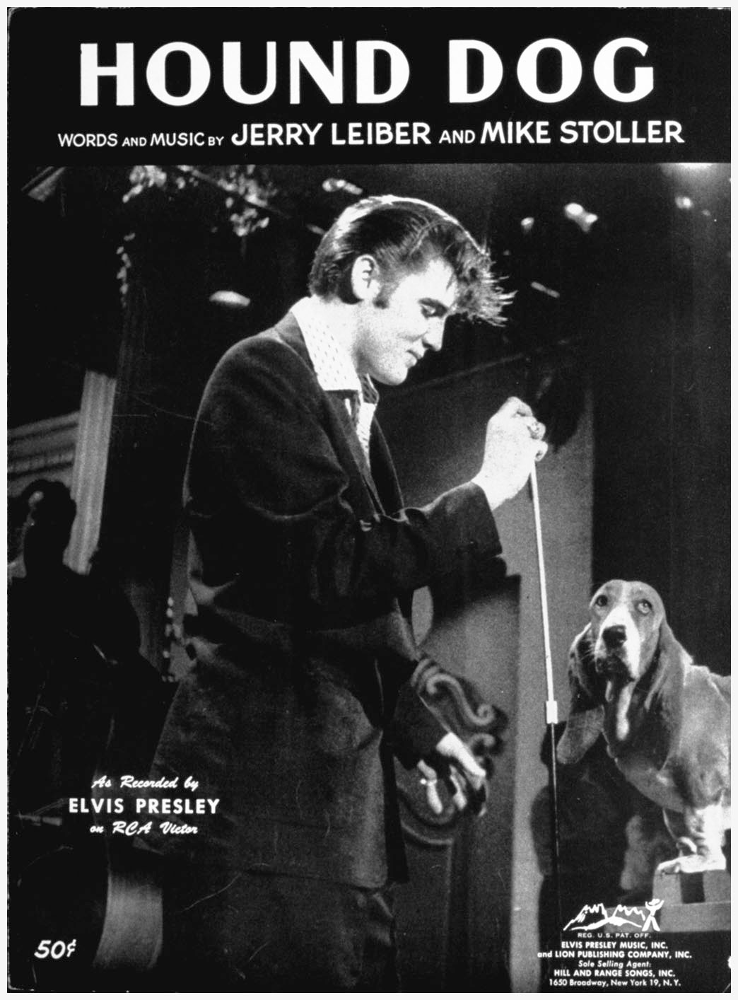 HOUND DOG
WORDS AND MUSIC BY JERRY LEIBER AND MIKE STOLLER
As Recorded by
ELVIS PRESLEY
on RCA Victor
50¢
REG. U.S. PAT. OFF.
ELVIS PRESLEY MUSIC, INC.
and LION PUBLISHING COMPANY, INC.
Sole Selling Agent:
HILL AND RANGE SONGS, INC.
1650 Broadway, New York 19, N. Y.